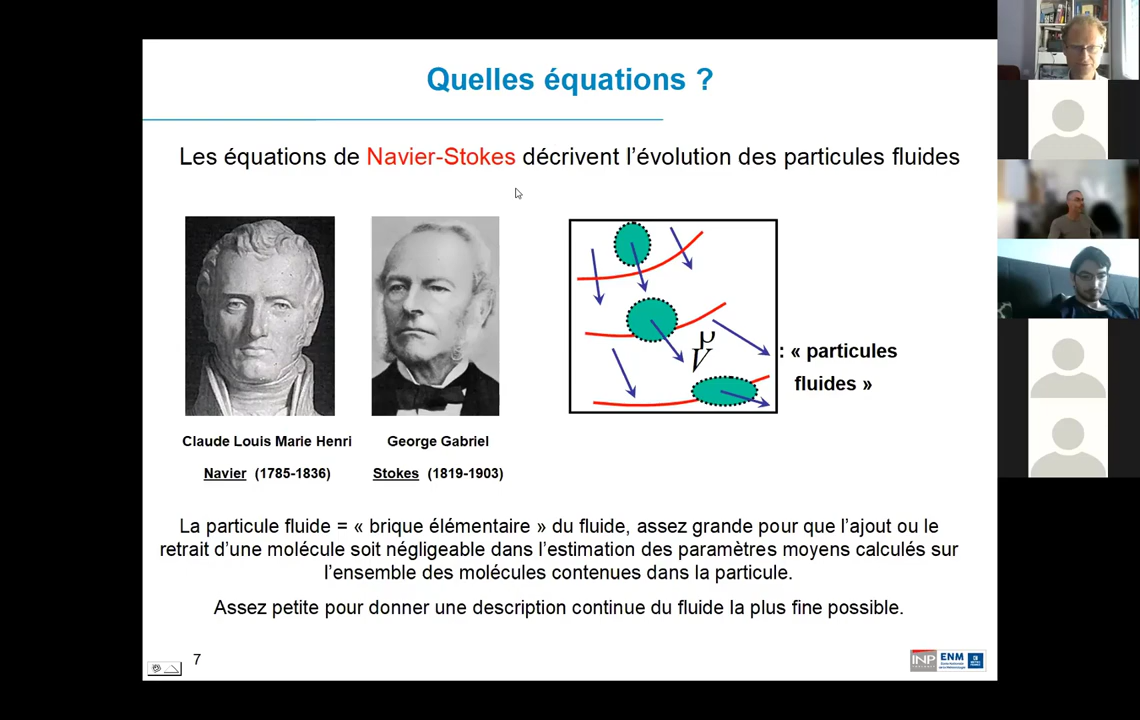 Quelles équations ?
Les équations de Navier-Stokes décrivent l’évolution des particules fluides
μ
V
: « particules
fluides »
Claude Louis Marie Henri
Navier (1785-1836)
George Gabriel
Stokes (1819-1903)
La particule fluide = « brique élémentaire » du fluide, assez grande pour que l’ajout ou le
retrait d’une molécule soit négligeable dans l’estimation des paramètres moyens calculés sur
l’ensemble des molécules contenues dans la particule.
Assez petite pour donner une description continue du fluide la plus fine possible.
7
INP
ENM